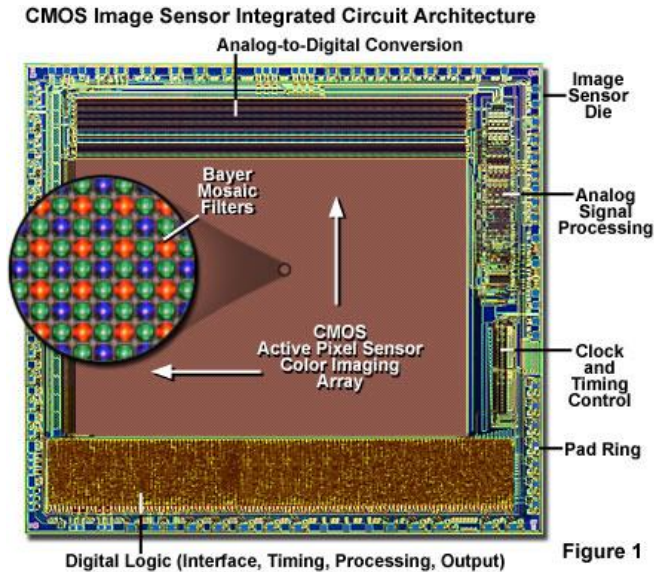 CMOS Image Sensor Integrated Circuit Architecture
Analog-to-Digital Conversion
Image
Sensor
Die
Bayer
Mosaic
Filters
Analog
Signal
Processing
CMOS
Active Pixel Sensor
Color Imaging
Array
Clock
and
Timing
Control
Pad Ring
Digital Logic (Interface, Timing, Processing, Output)
Figure 1